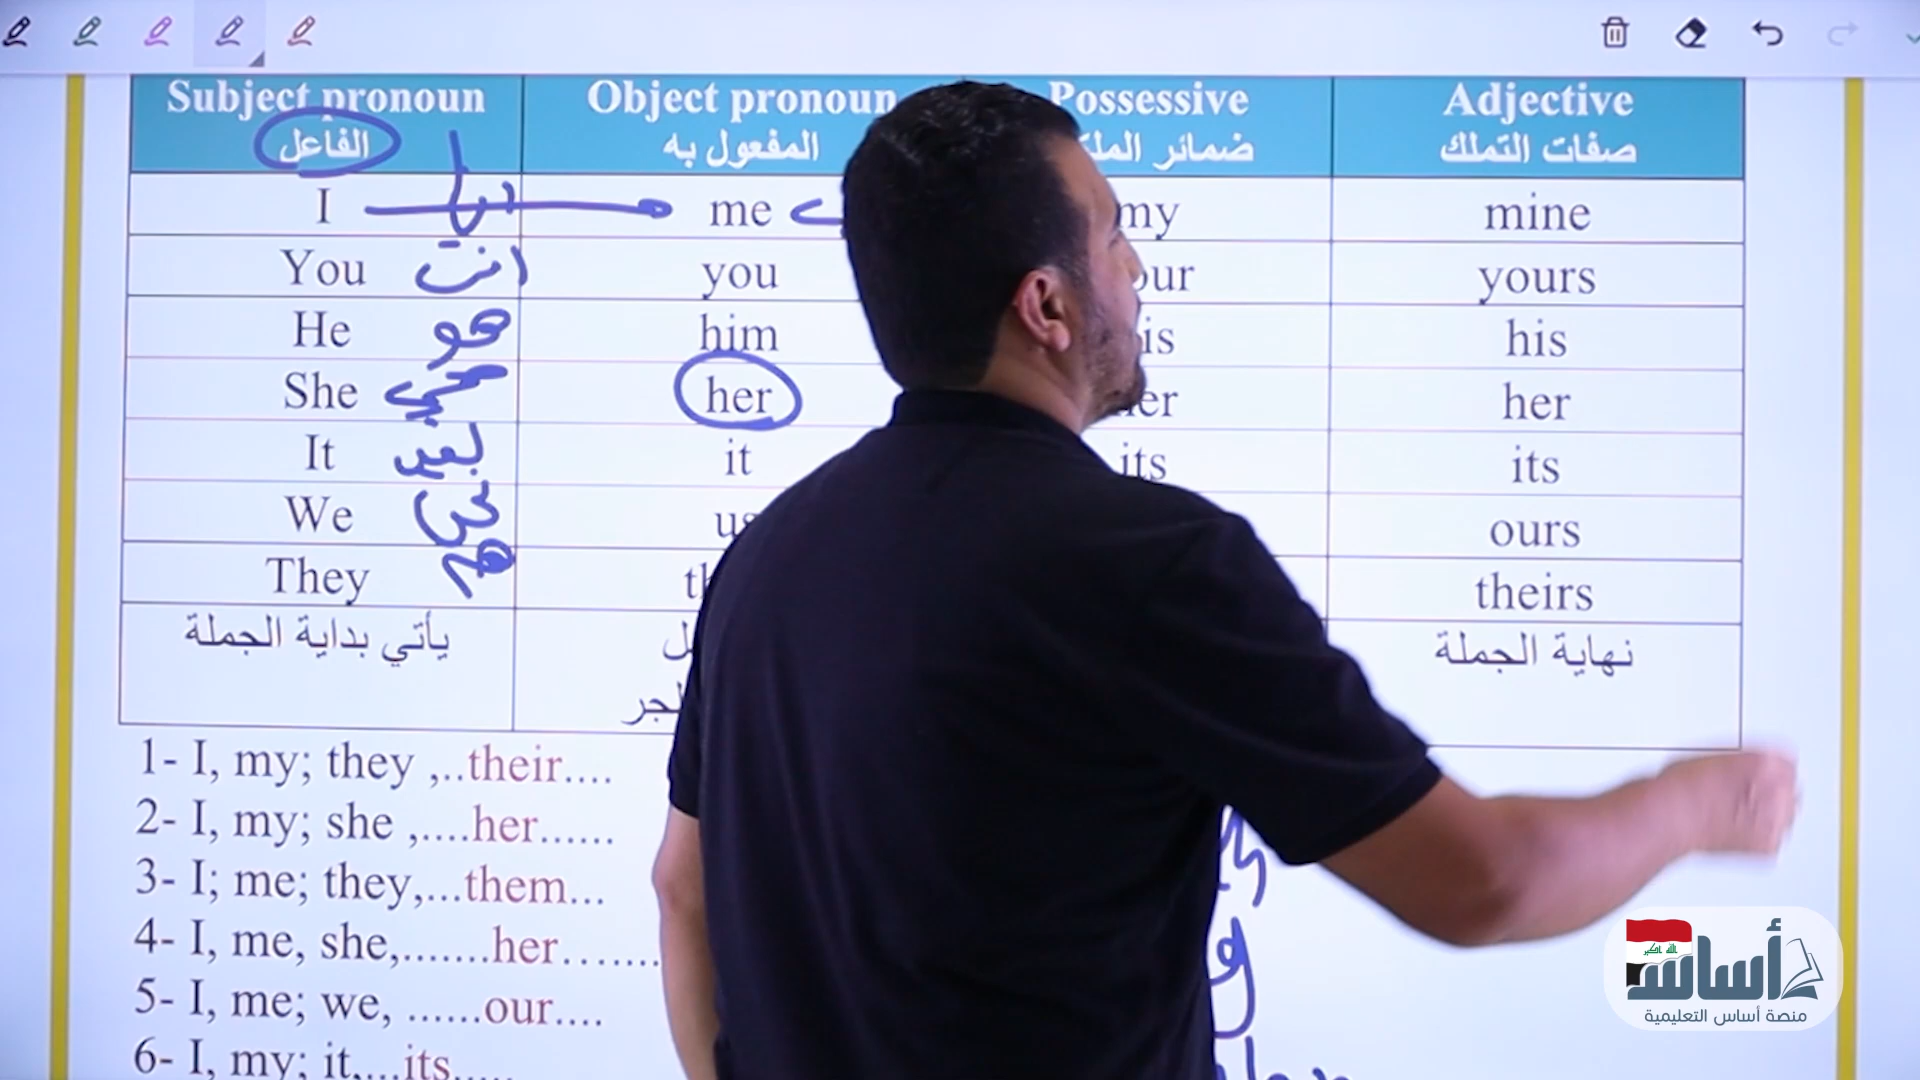 Subject pronoun Object pronoun Possessive Adjective
الفاعل المفعول به ضمائر صفات التملك
I me my mine
انا
You you yours
انت
He him his
هو
She her her
هي
It it its its
We ours
نحن
They theirs
هم
يأتي بداية الجملة نهاية الجملة
1- I, my; they ,..their....
2- I, my; she ,....her......
3- I; me; they,...them...
4- I, me, she,.......her.......
5- I, me; we, ......our....
6- I, my; it,...its.....
الله اكبر
أساس
منصة أساس التعليمية